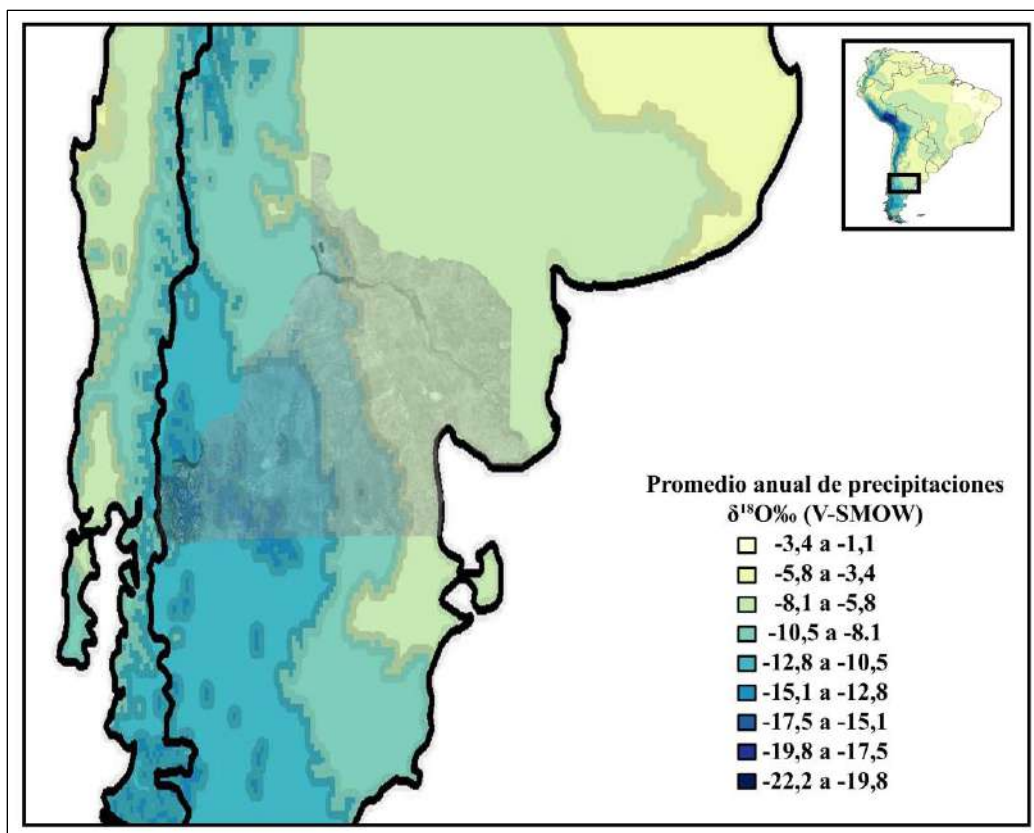 Promedio anual de precipitaciones
δ¹⁸O‰ (V-SMOW)
-3,4 a -1,1
-5,8 a -3,4
-8,1 a -5,8
-10,5 a -8.1
-12,8 a -10,5
-15,1 a -12,8
-17,5 a -15,1
-19,8 a -17,5
-22,2 a -19,8